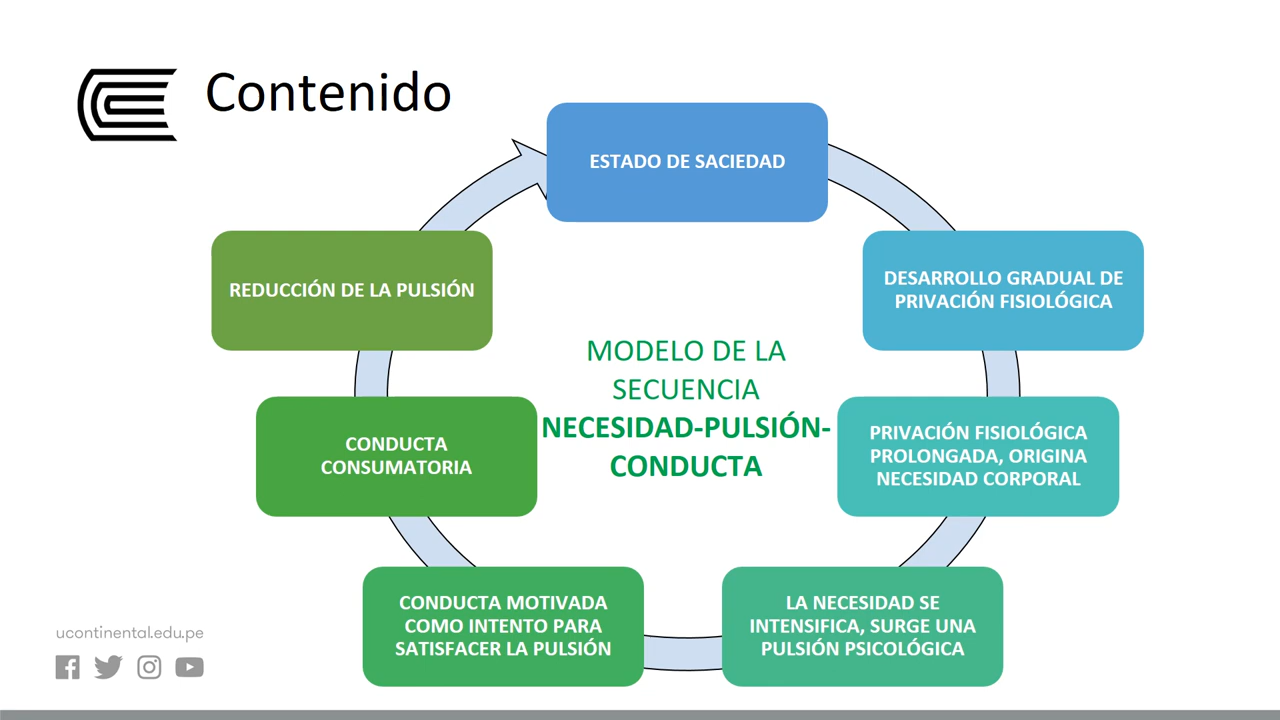 Contenido
ESTADO DE SACIEDAD
DESARROLLO GRADUAL DE
PRIVACIÓN FISIOLÓGICA
PRIVACIÓN FISIOLÓGICA
PROLONGADA, ORIGINA
NECESIDAD CORPORAL
LA NECESIDAD SE
INTENSIFICA, SURGE UNA
PULSIÓN PSICOLÓGICA
CONDUCTA MOTIVADA
COMO INTENTO PARA
SATISFACER LA PULSIÓN
CONDUCTA
CONSUMATORIA
REDUCCIÓN DE LA PULSIÓN
MODELO DE LA
SECUENCIA
NECESIDAD-PULSIÓN-
CONDUCTA
ucontinental.edu.pe